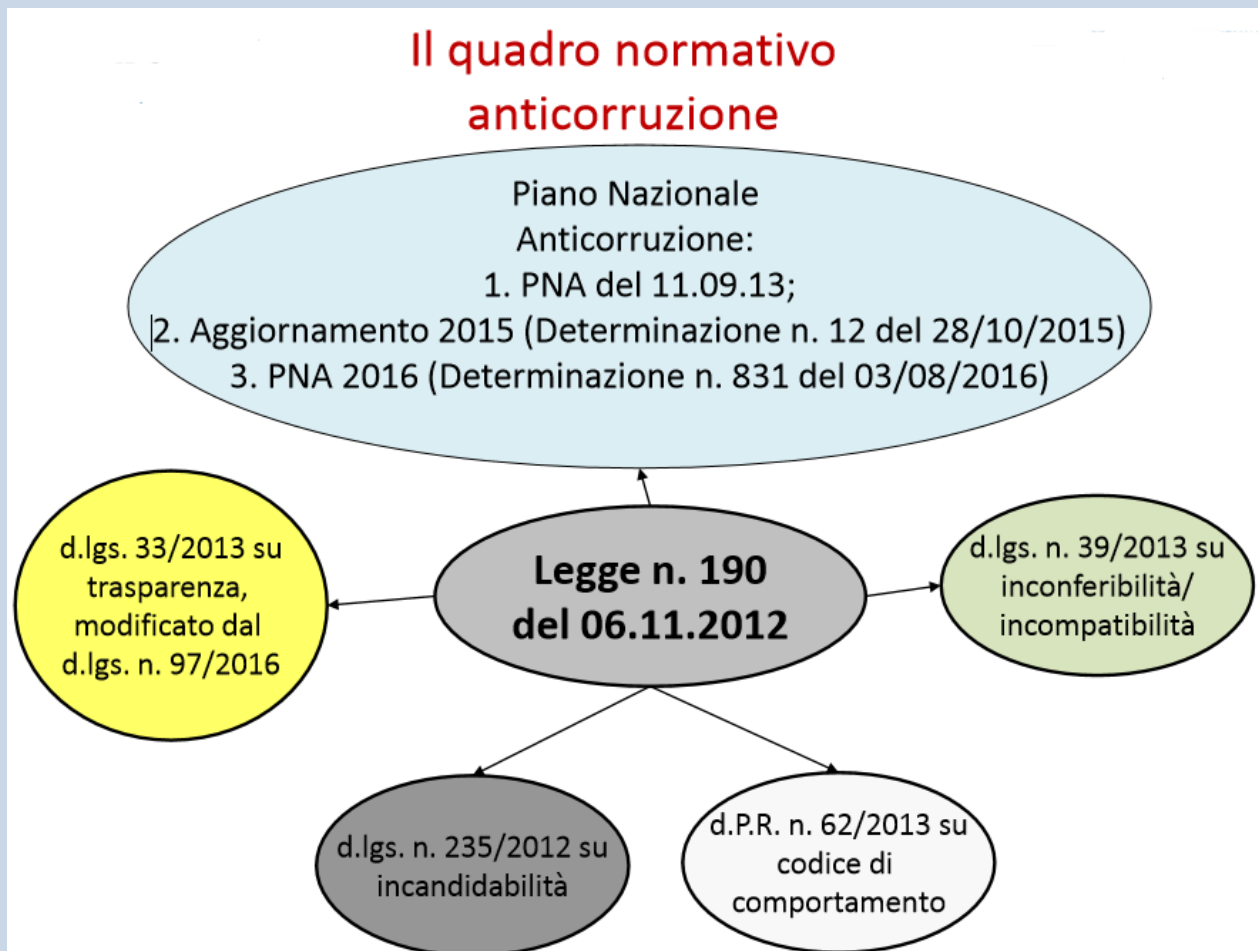 Il quadro normativo
anticorruzione
Piano Nazionale
Anticorruzione:
1. PNA del 11.09.13;
2. Aggiornamento 2015 (Determinazione n. 12 del 28/10/2015)
3. PNA 2016 (Determinazione n. 831 del 03/08/2016)
d.lgs. 33/2013 su
trasparenza,
modificato dal
d.lgs. n. 97/2016
Legge n. 190
del 06.11.2012
d.lgs. n. 39/2013 su
inconferibilità/
incompatibilità
d.lgs. n. 235/2012 su
incandidabilità
d.P.R. n. 62/2013 su
codice di
comportamento